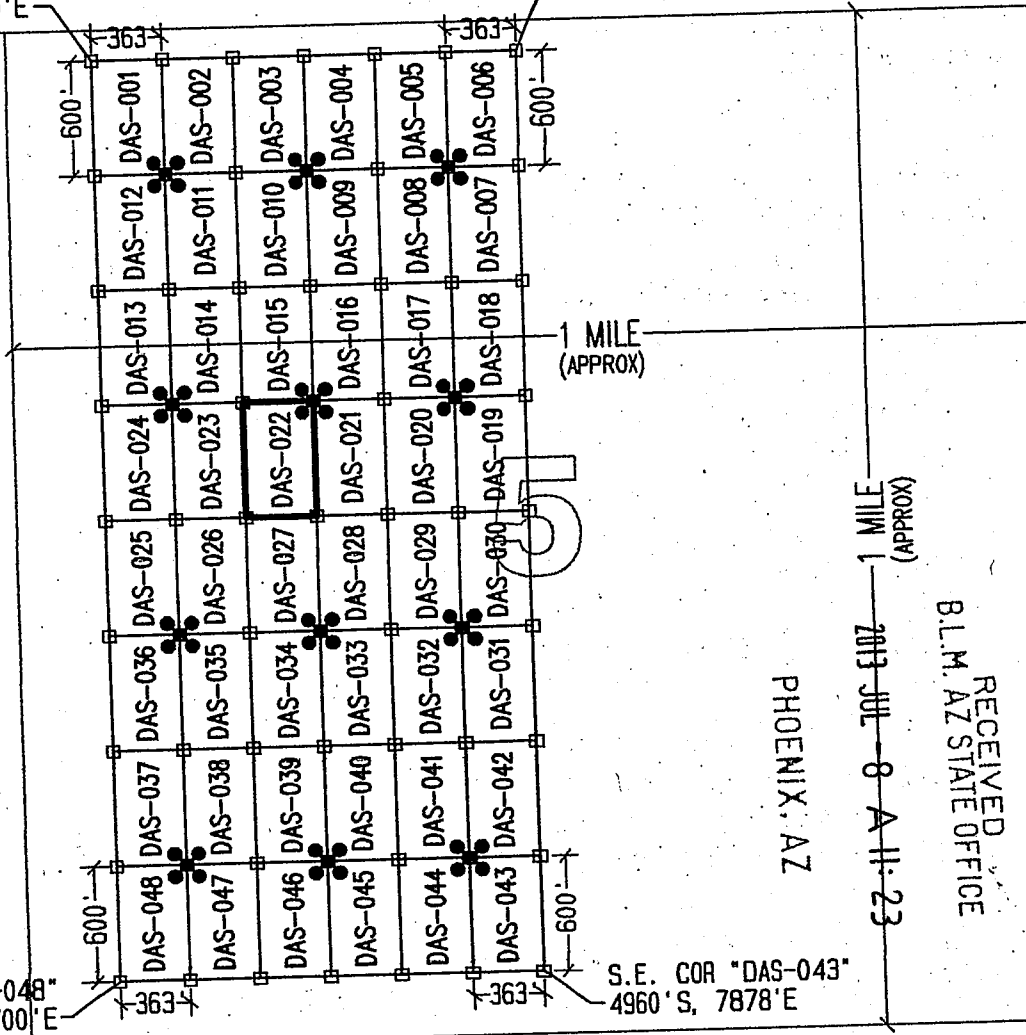 'E
363
363
600'
600'
DAS-001
DAS-002
DAS-003
DAS-004
DAS-005
DAS-006
DAS-012
DAS-011
DAS-010
DAS-009
DAS-008
DAS-007
DAS-013
DAS-014
DAS-015
DAS-016
DAS-017
DAS-018
1 MILE
(APPROX)
DAS-024
DAS-023
DAS-022
DAS-021
DAS-020
DAS-019
5
DAS-025
DAS-026
DAS-027
DAS-028
DAS-029
DAS-030
1 MILE
(APPROX)
DAS-036
DAS-035
DAS-034
DAS-033
DAS-032
DAS-031
DAS-037
DAS-038
DAS-039
DAS-040
DAS-041
DAS-042
DAS-048
DAS-047
DAS-046
DAS-045
DAS-044
DAS-043
600'
600'
-048"
00'E
363
363
S.E. COR "DAS-043"
4960'S, 7878'E
RECEIVED
B.L.M. AZ STATE OFFICE
2013 JUL -8 A 11:23
PHOENIX, AZ